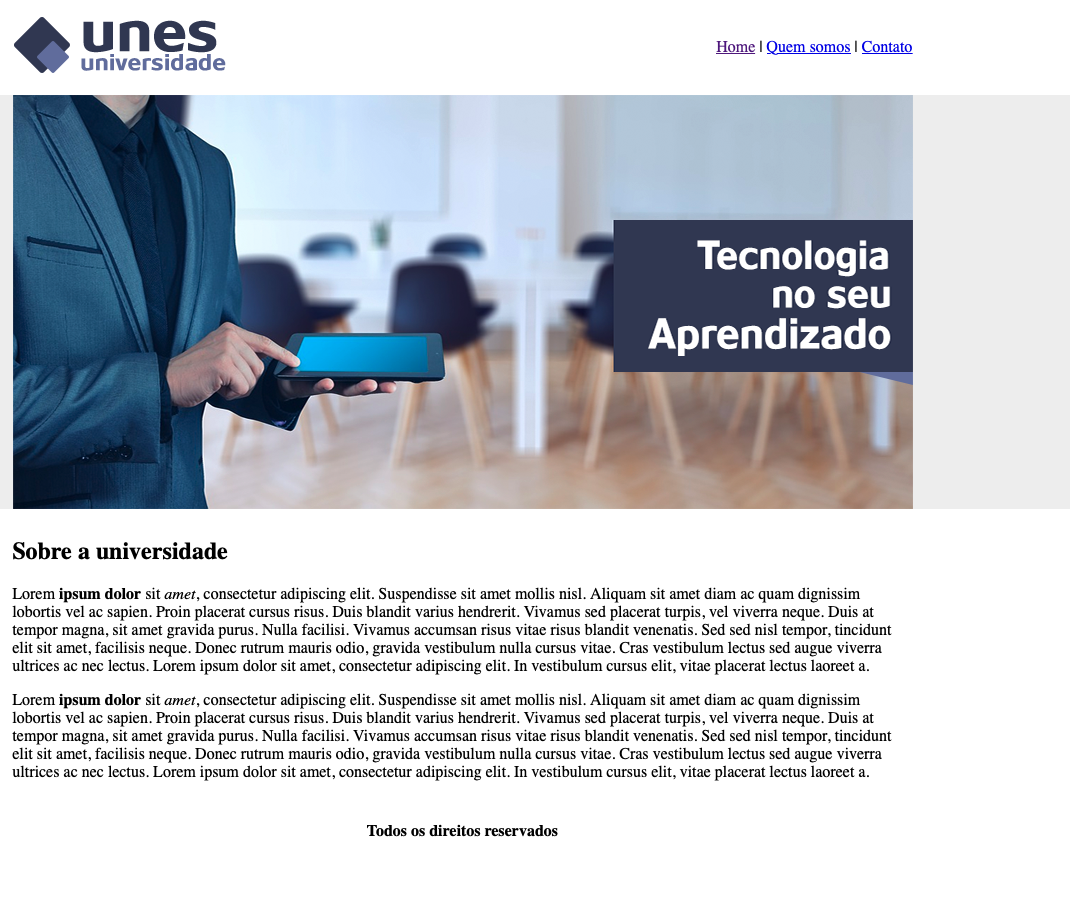 unes
universidade
Home | Quem somos | Contato
Tecnologia
no seu
Aprendizado
Sobre a universidade
Lorem ipsum dolor sit amet, consectetur adipiscing elit. Suspendisse sit amet mollis nisl. Aliquam sit amet diam ac quam dignissim
lobortis vel ac sapien. Proin placerat cursus risus. Duis blandit varius hendrerit. Vivamus sed placerat turpis, vel viverra neque. Duis at
tempor magna, sit amet gravida purus. Nulla facilisi. Vivamus accumsan risus vitae risus blandit venenatis. Sed sed nisl tempor, tincidunt
elit sit amet, facilisis neque. Donec rutrum mauris odio, gravida vestibulum nulla cursus vitae. Cras vestibulum lectus sed augue viverra
ultrices ac nec lectus. Lorem ipsum dolor sit amet, consectetur adipiscing elit. In vestibulum cursus elit, vitae placerat lectus laoreet a.
Lorem ipsum dolor sit amet, consectetur adipiscing elit. Suspendisse sit amet mollis nisl. Aliquam sit amet diam ac quam dignissim
lobortis vel ac sapien. Proin placerat cursus risus. Duis blandit varius hendrerit. Vivamus sed placerat turpis, vel viverra neque. Duis at
tempor magna, sit amet gravida purus. Nulla facilisi. Vivamus accumsan risus vitae risus blandit venenatis. Sed sed nisl tempor, tincidunt
elit sit amet, facilisis neque. Donec rutrum mauris odio, gravida vestibulum nulla cursus vitae. Cras vestibulum lectus sed augue viverra
ultrices ac nec lectus. Lorem ipsum dolor sit amet, consectetur adipiscing elit. In vestibulum cursus elit, vitae placerat lectus laoreet a.
Todos os direitos reservados